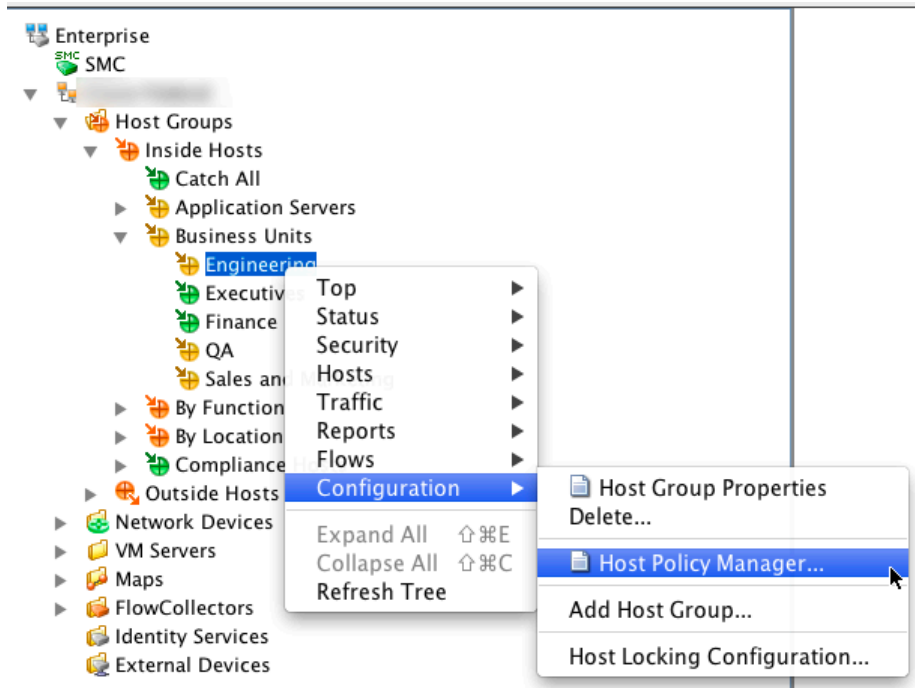 Enterprise
SMC
SMC
Host Groups
Inside Hosts
Catch All
Application Servers
Business Units
Engineering
Executives
Finance
QA
Sales and Marketing
By Function
By Location
Compliance
Outside Hosts
Network Devices
VM Servers
Maps
FlowCollectors
Identity Services
External Devices
Top
Status
Security
Hosts
Traffic
Reports
Flows
Configuration
Expand All ⇧⌘E
Collapse All ⇧⌘C
Refresh Tree
Host Group Properties
Delete...
Host Policy Manager...
Add Host Group...
Host Locking Configuration...